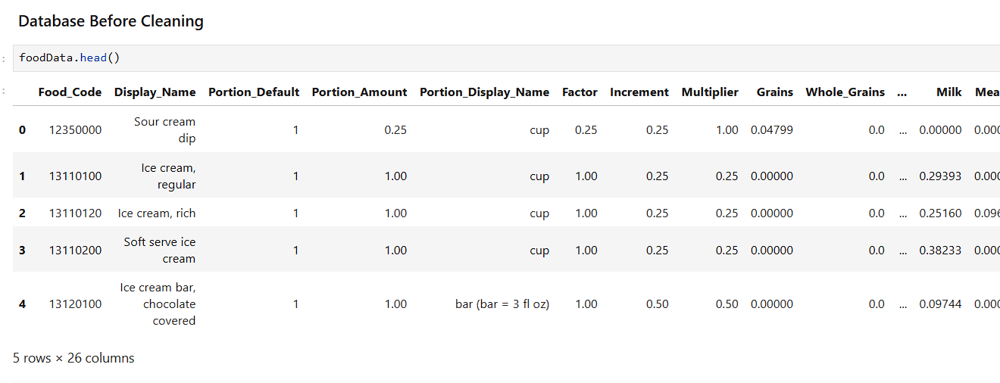 Database Before Cleaning
: foodData.head()
: Food_Code Display_Name Portion_Default Portion_Amount Portion_Display_Name Factor Increment Multiplier Grains Whole_Grains ... Milk Mea
0 12350000 Sour cream dip 1 0.25 cup 0.25 0.25 1.00 0.04799 0.0 ... 0.00000 0.000
1 13110100 Ice cream, regular 1 1.00 cup 1.00 0.25 0.25 0.00000 0.0 ... 0.29393 0.000
2 13110120 Ice cream, rich 1 1.00 cup 1.00 0.25 0.25 0.00000 0.0 ... 0.25160 0.096
3 13110200 Soft serve ice cream 1 1.00 cup 1.00 0.25 0.25 0.00000 0.0 ... 0.38233 0.000
4 13120100 Ice cream bar, chocolate covered 1 1.00 bar (bar = 3 fl oz) 1.00 0.50 0.50 0.00000 0.0 ... 0.09744 0.000
5 rows × 26 columns